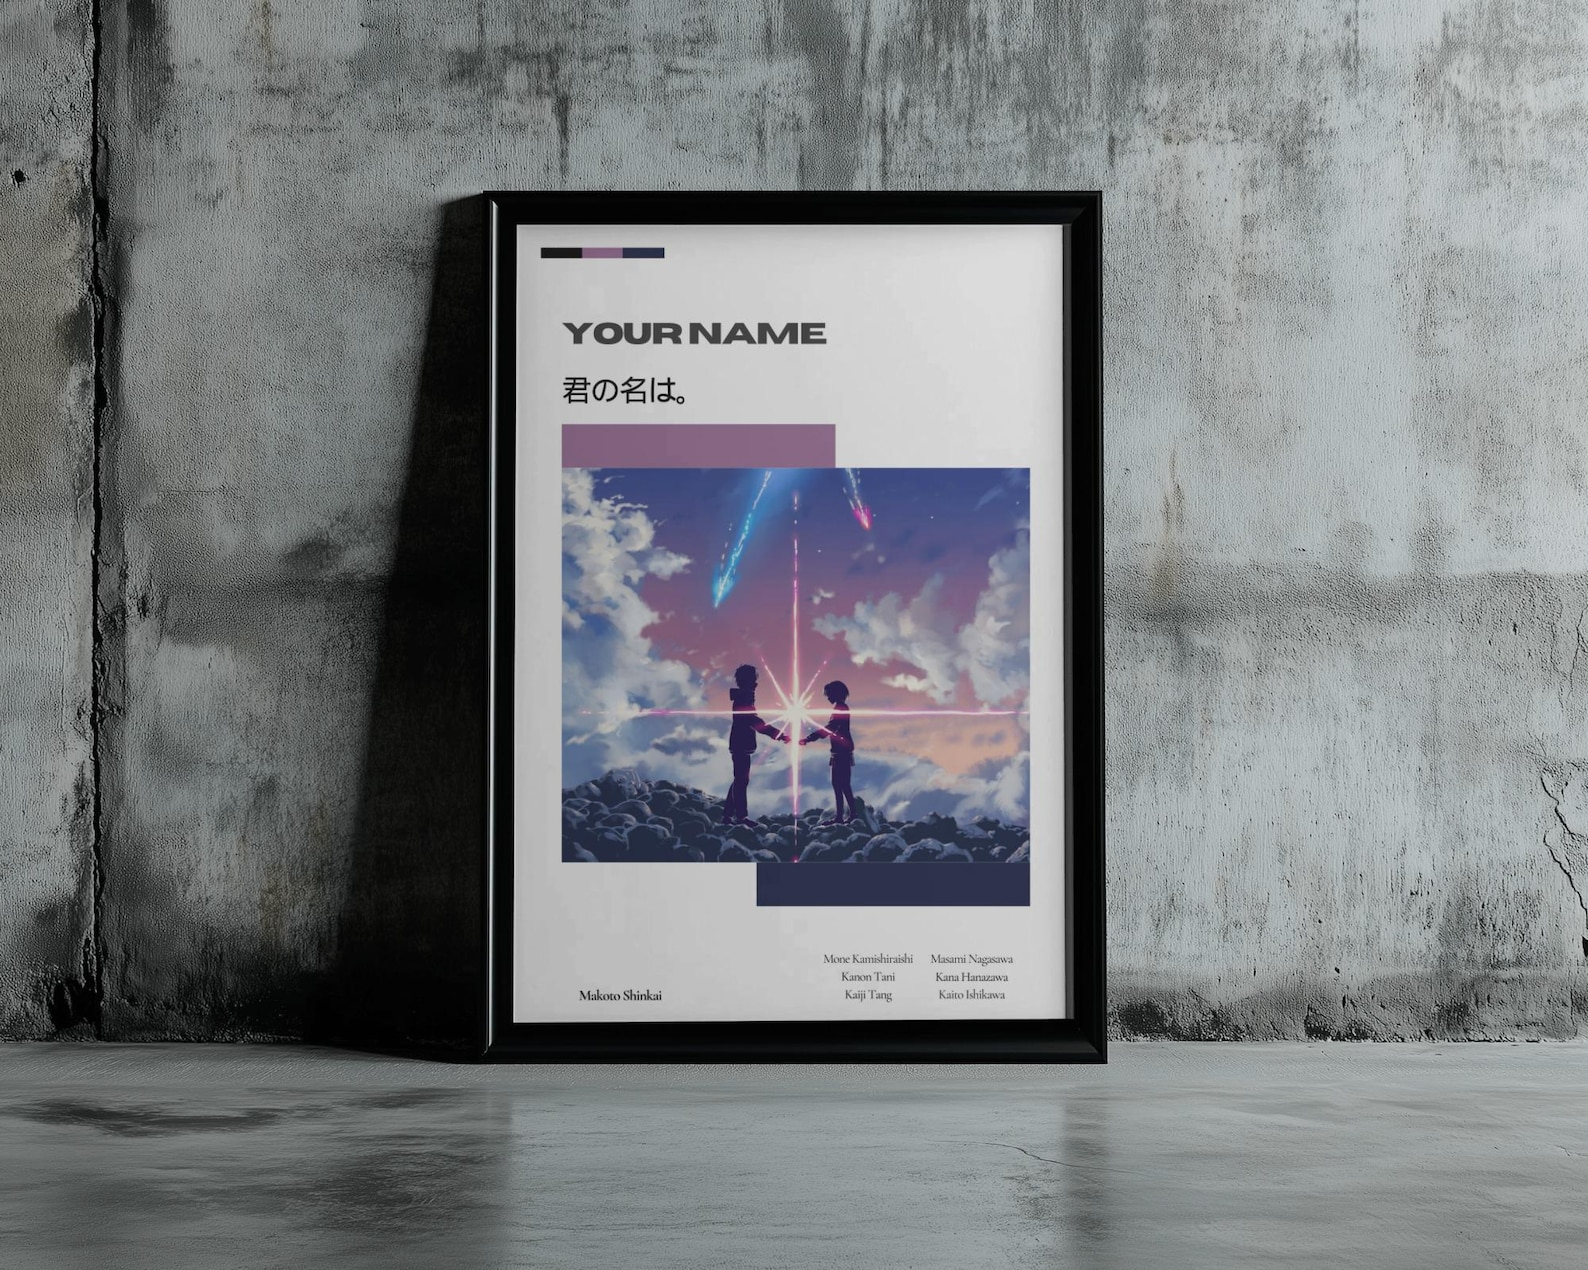 YOUR NAME
君の名は。
Makoto Shinkai
Mone Kamishiraishi
Kanon Tani
Kaiji Tang
Masami Nagasawa
Kana Hanazawa
Kaito Ishikawa